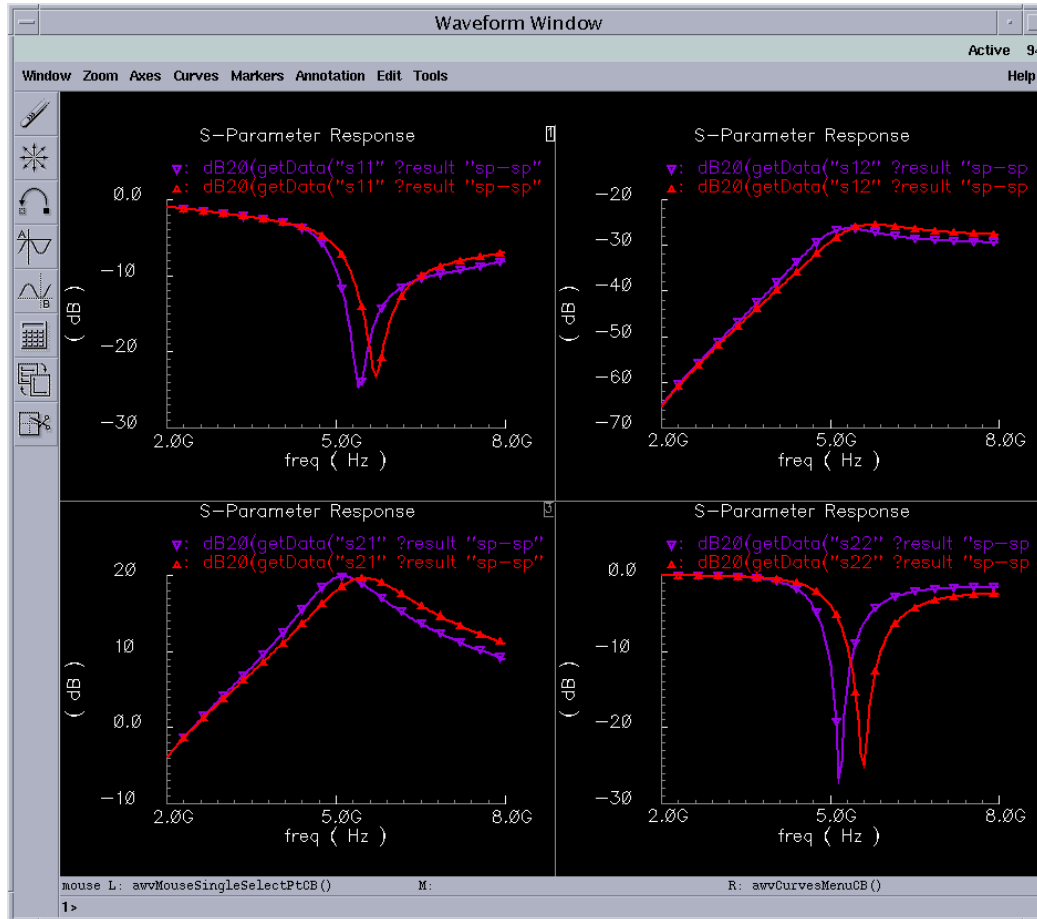 Waveform Window
Active 94
Window Zoom Axes Curves Markers Annotation Edit Tools Help
S-Parameter Response
1
▽: dB20(getData("s11" ?result "sp-sp"
△: dB20(getData("s11" ?result "sp-sp"
0.0
-10
-20
-30
( dB )
2.0G 5.0G 8.0G
freq ( Hz )
S-Parameter Response
▽: dB20(getData("s12" ?result "sp-sp
△: dB20(getData("s12" ?result "sp-sp
-20
-30
-40
-50
-60
-70
( dB )
2.0G 5.0G 8.0G
freq ( Hz )
S-Parameter Response
3
▽: dB20(getData("s21" ?result "sp-sp"
△: dB20(getData("s21" ?result "sp-sp"
20
10
0.0
-10
( dB )
2.0G 5.0G 8.0G
freq ( Hz )
S-Parameter Response
▽: dB20(getData("s22" ?result "sp-sp
△: dB20(getData("s22" ?result "sp-sp
0.0
-10
-20
-30
( dB )
2.0G 5.0G 8.0G
freq ( Hz )
A
B
mouse L: awvMouseSingleSelectPtCB() M: R: awvCurvesMenuCB()
1>